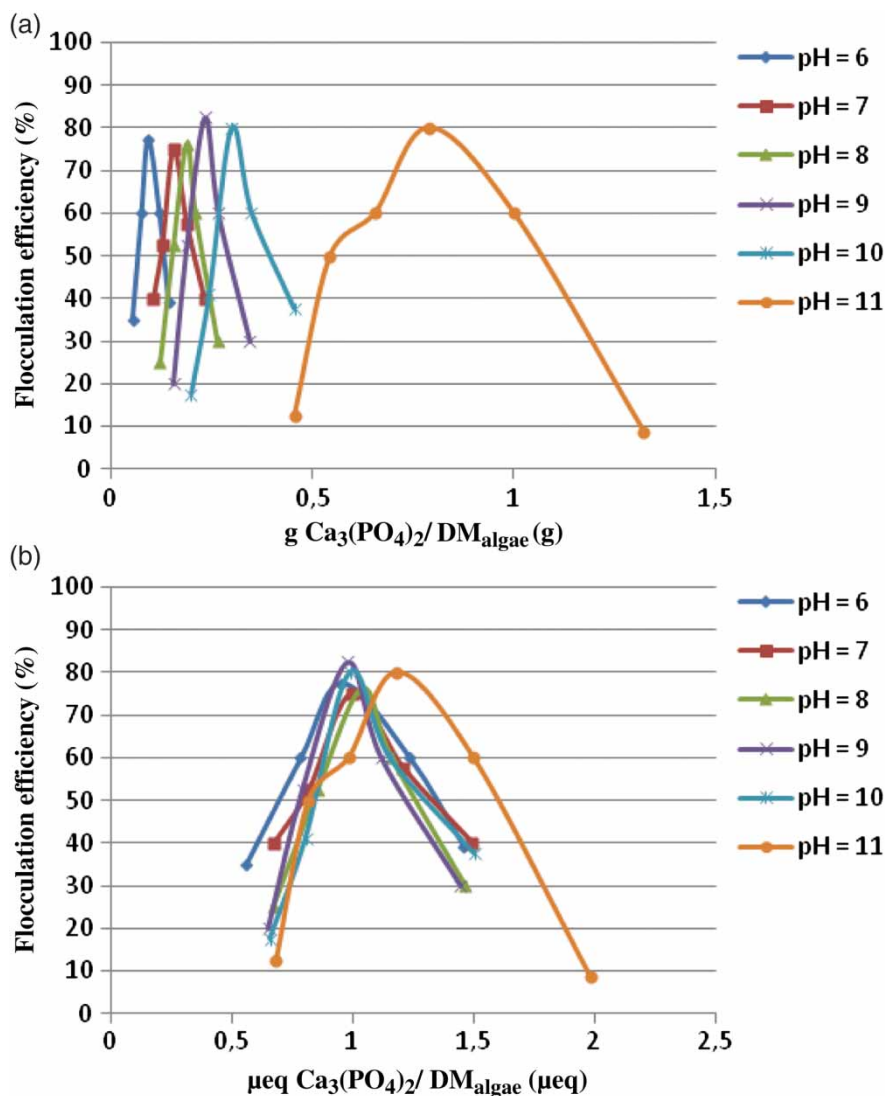 (a)
100
90
80
70
60
50
40
30
20
10
0
Flocculation efficiency (%)
0 0,5 1 1,5
g Ca3(PO4)2/ DMalgae (g)
pH = 6
pH = 7
pH = 8
pH = 9
pH = 10
pH = 11
(b)
100
90
80
70
60
50
40
30
20
10
0
Flocculation efficiency (%)
0 0,5 1 1,5 2 2,5
µeq Ca3(PO4)2/ DMalgae (µeq)
pH = 6
pH = 7
pH = 8
pH = 9
pH = 10
pH = 11